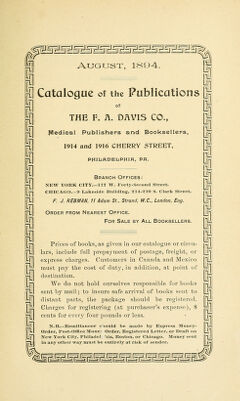 AUGUST, 1894.
Catalogue of the Publications
OF
THE F. A. DAVIS CO.,
Medical Publishers and Booksellers,
1914 and 1916 CHERRY STREET,
PHILADELPHIA, PA.
BRANCH OFFICES:
NEW YORK CITY.—117 W. Forty-Second Street.
CHICAGO.—9 Lakeside Building, 214-220 S. Clark Street.
F. J. REBMAN, 11 Adam St., Strand, W.C., London, Eng.
ORDER FROM NEAREST OFFICE.
FOR SALE BY ALL BOOKSELLERS.
Prices of books, as given in our catalogue or circu-
lars, include full prepayment of postage, freight, or
express charges. Customers in Canada and Mexico
must pay the cost of duty, in addition, at point of
destination.
We do not hold ourselves responsible for books
sent by mail; to insure safe arrival of books sent to
distant parts, the package should be registered.
Charges for registering (at purchaser's expense), 8
cents for every four pounds or less.
N.B.—Remittances should be made by Express Money-
Order, Post-Office Money Order, Registered Letter, or Draft on
New York City, Philadel hia, Boston, or Chicago. Money sent
in any other way must be entirely at risk of sender.